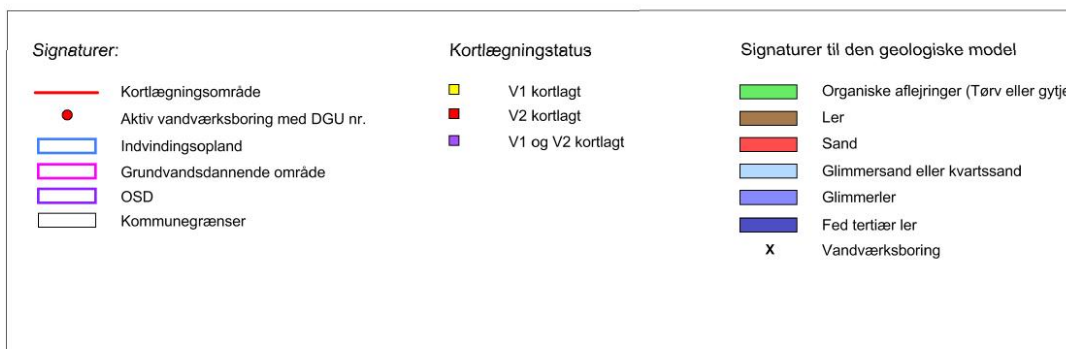 Signaturer:
Kortlægningsområde
Aktiv vandværksboring med DGU nr.
Indvindingsopland
Grundvandsdannende område
OSD
Kommunegrænser
Kortlægningstatus
V1 kortlagt
V2 kortlagt
V1 og V2 kortlagt
Signaturer til den geologiske model
Organiske aflejringer (Tørv eller gytje
Ler
Sand
Glimmersand eller kvartssand
Glimmerler
Fed tertiær ler
X Vandværksboring